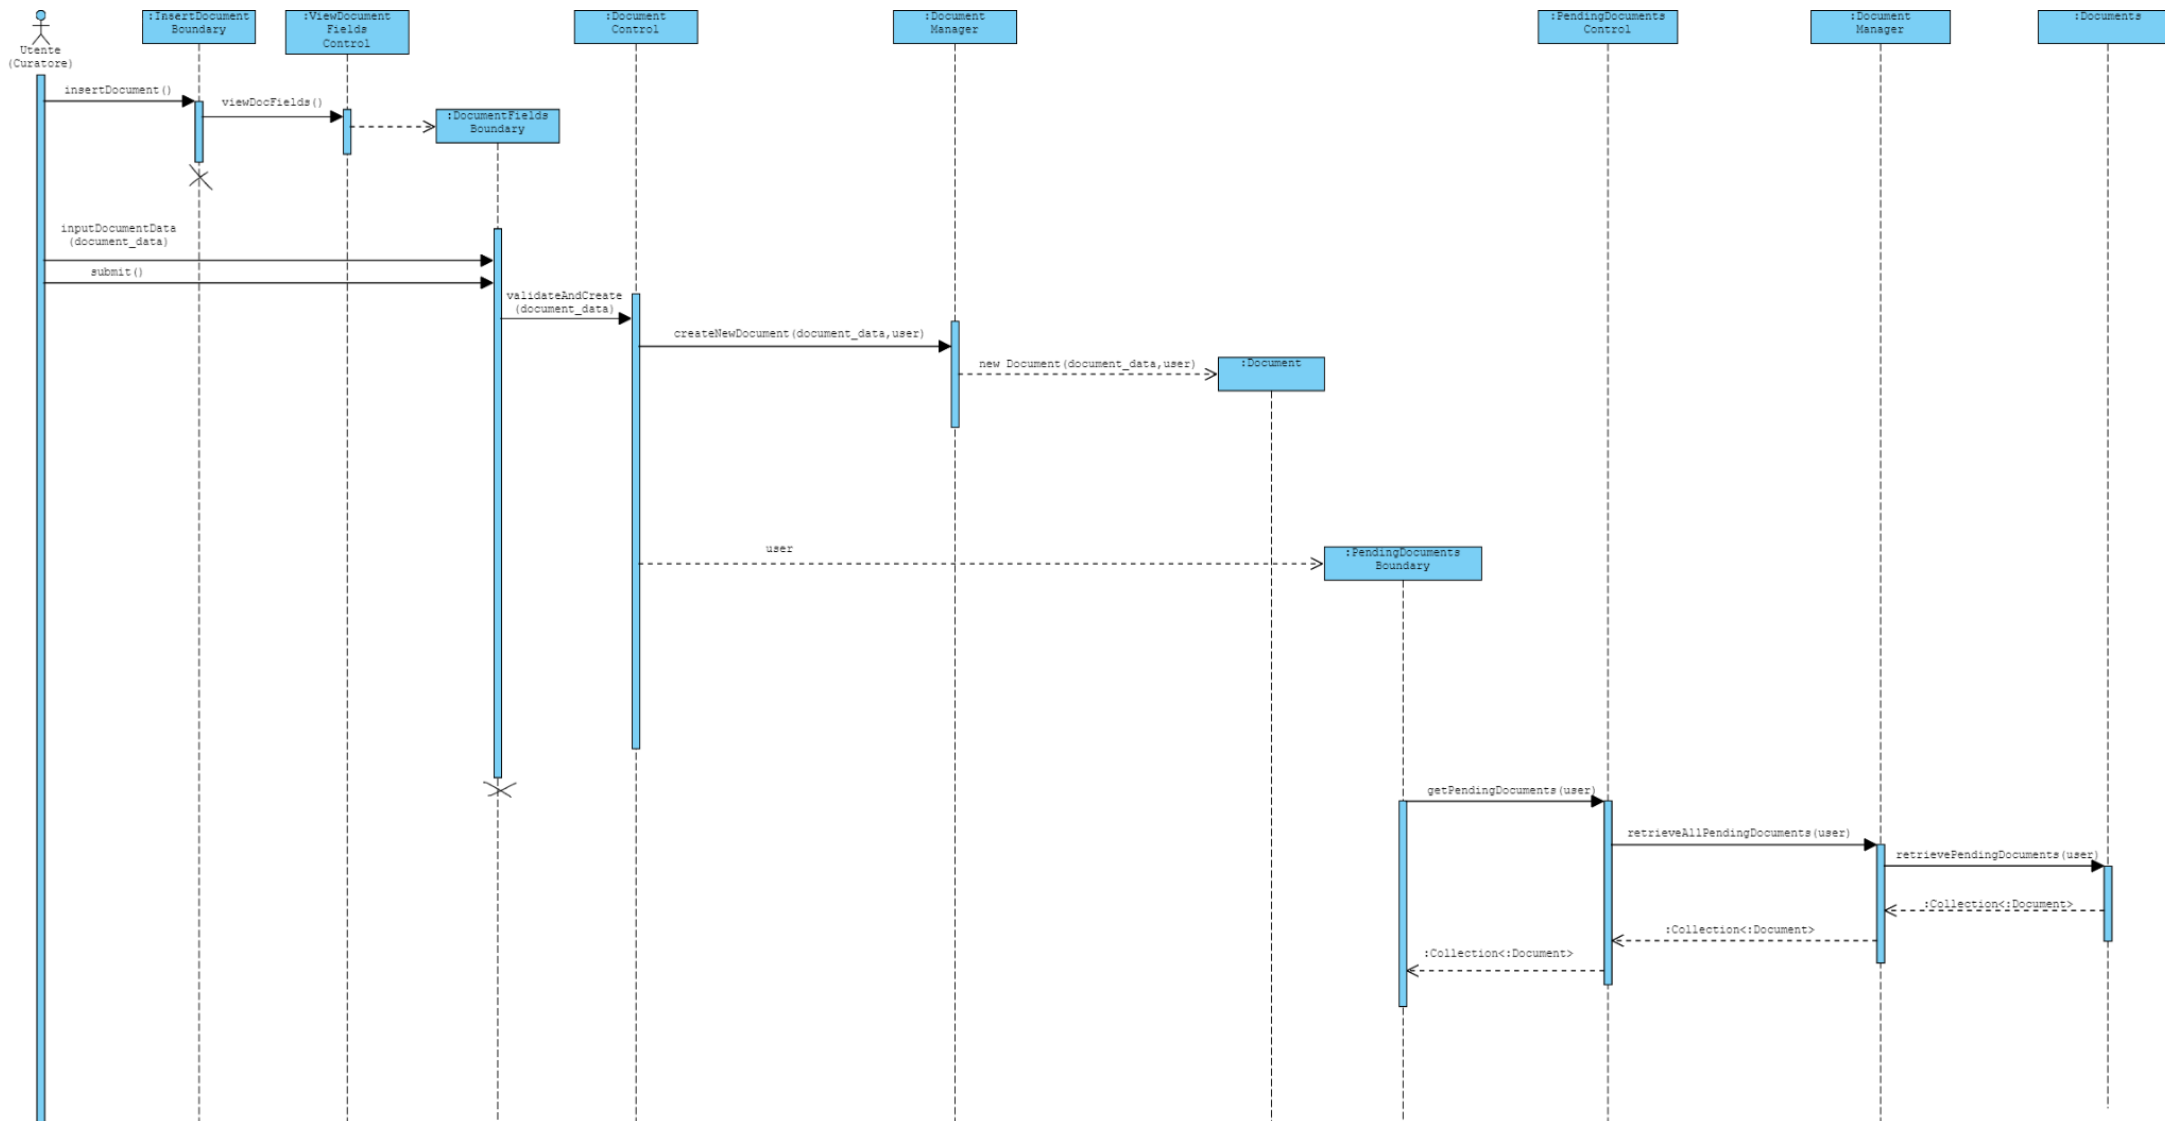 :InsertDocument
Boundary
:ViewDocument
Fields
Control
:Document
Control
:Document
Manager
:PendingDocuments
Control
:Document
Manager
:Documents
Utente
(Curatore)
insertDocument()
viewDocFields()
:DocumentFields
Boundary
inputDocumentData
(document_data)
submit()
validateAndCreate
(document_data)
createNewDocument(document_data,user)
new Document(document_data,user)
:Document
user
:PendingDocuments
Boundary
getPendingDocuments(user)
retrieveAllPendingDocuments(user)
retrievePendingDocuments(user)
:Collection<:Document>
:Collection<:Document>
:Collection<:Document>